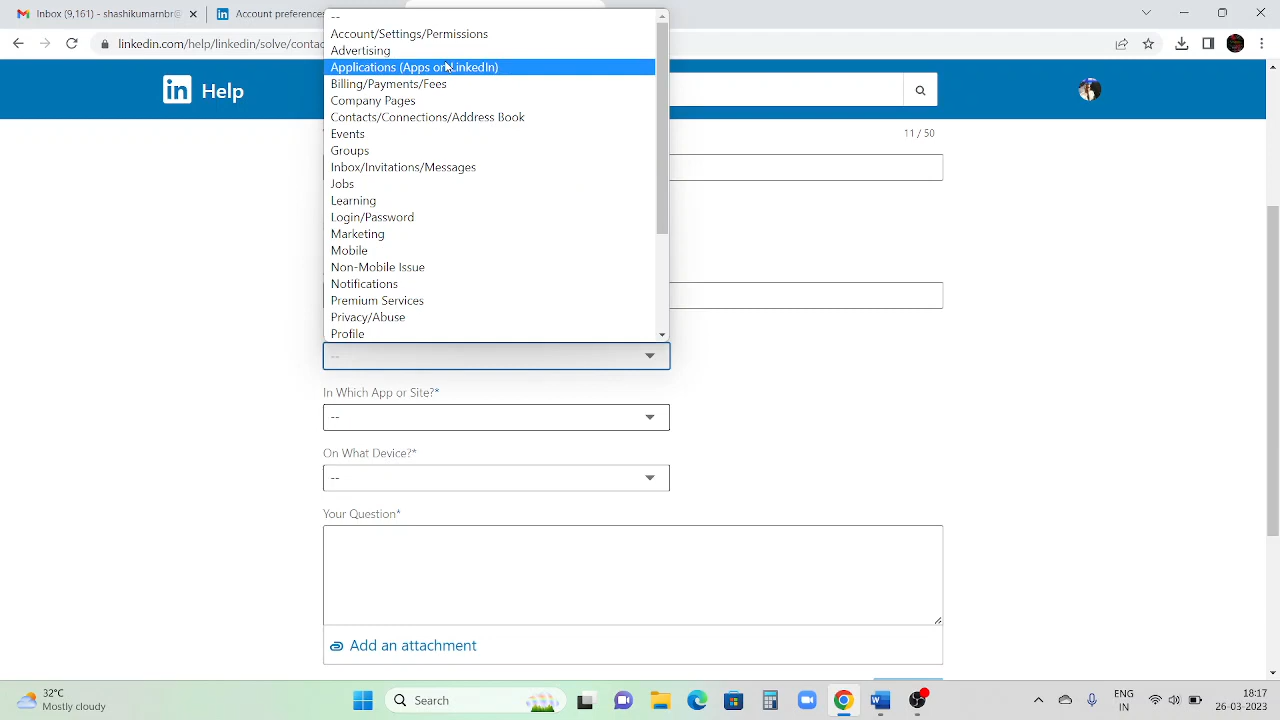 Inbox (9,161) - shashikumarnbr@
Account preference
linkedin.com/help/linkedin/solve/contac
in Help
11 / 50
--
Account/Settings/Permissions
Advertising
Applications (Apps on LinkedIn)
Billing/Payments/Fees
Company Pages
Contacts/Connections/Address Book
Events
Groups
Inbox/Invitations/Messages
Jobs
Learning
Login/Password
Marketing
Mobile
Non-Mobile Issue
Notifications
Premium Services
Privacy/Abuse
Profile
--
In Which App or Site?*
--
On What Device?*
--
Your Question*
Add an attachment
32°C
Mostly cloudy
Search
ENG
IN
13:18:17
26-03-2023